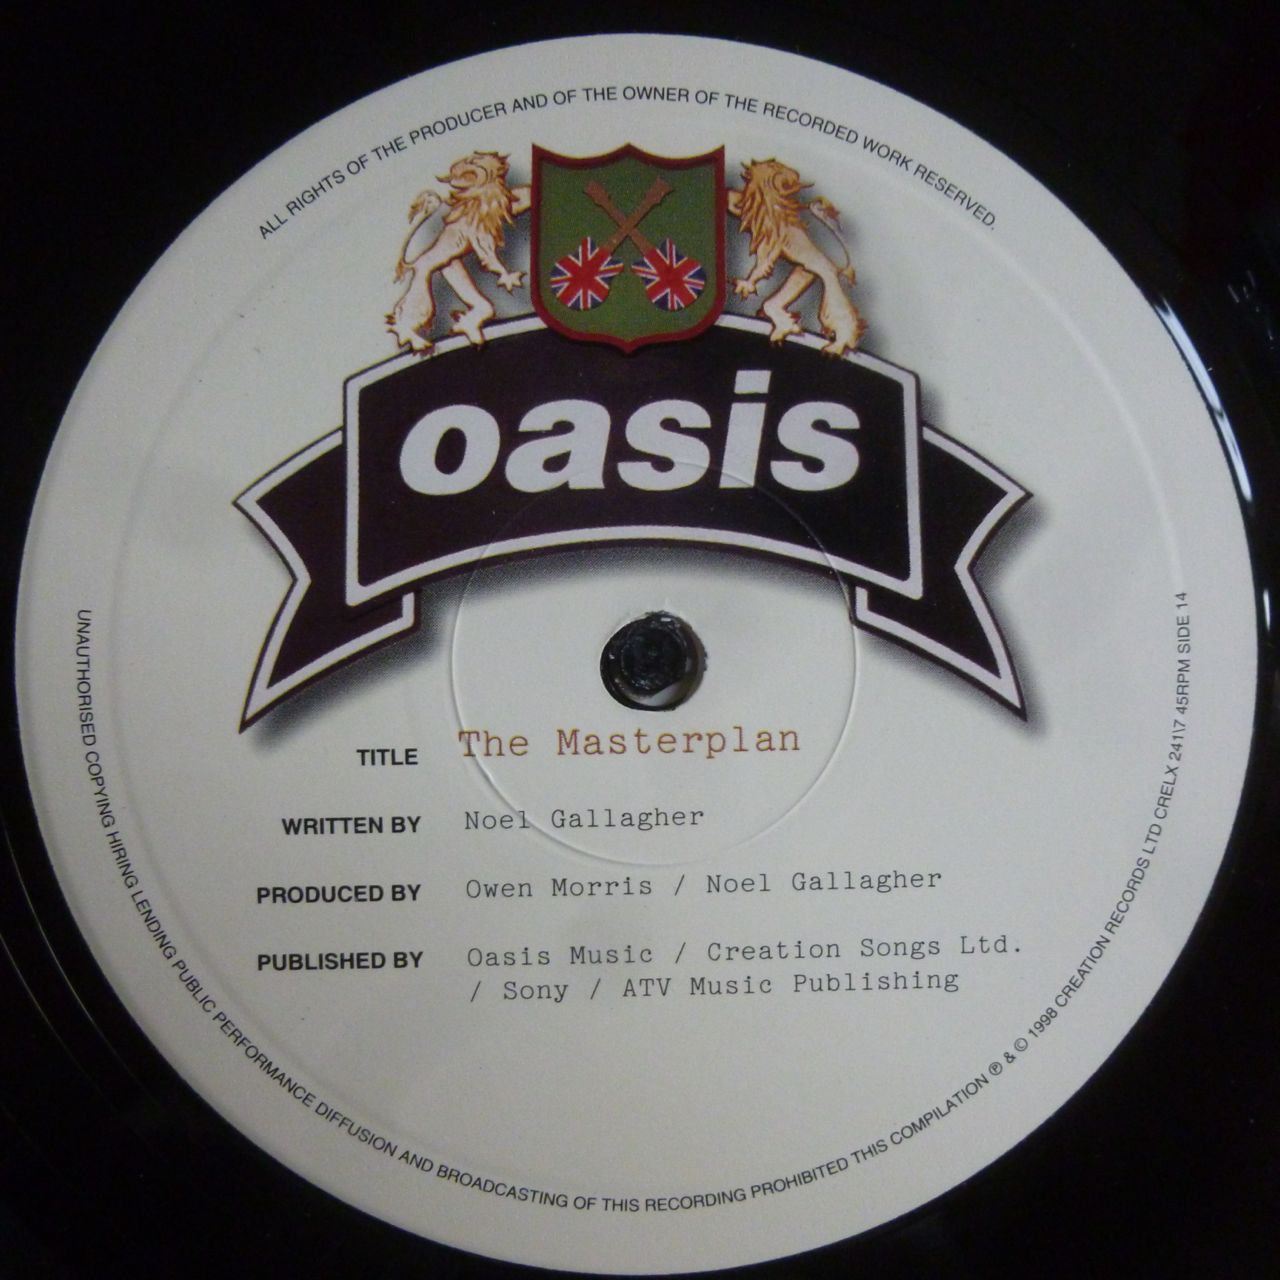 ALL RIGHTS OF THE PRODUCER AND OF THE OWNER OF THE RECORDED WORK RESERVED.
oasis
TITLE The Masterplan
WRITTEN BY Noel Gallagher
PRODUCED BY Owen Morris / Noel Gallagher
PUBLISHED BY Oasis Music / Creation Songs Ltd.
/ Sony / ATV Music Publishing
UNAUTHORISED COPYING HIRING LENDING PUBLIC PERFORMANCE DIFFUSION AND BROADCASTING OF THIS RECORDING PROHIBITED THIS COMPILATION ℗ & © 1998 CREATION RECORDS LTD CRELX 241\7 45RPM SIDE 14